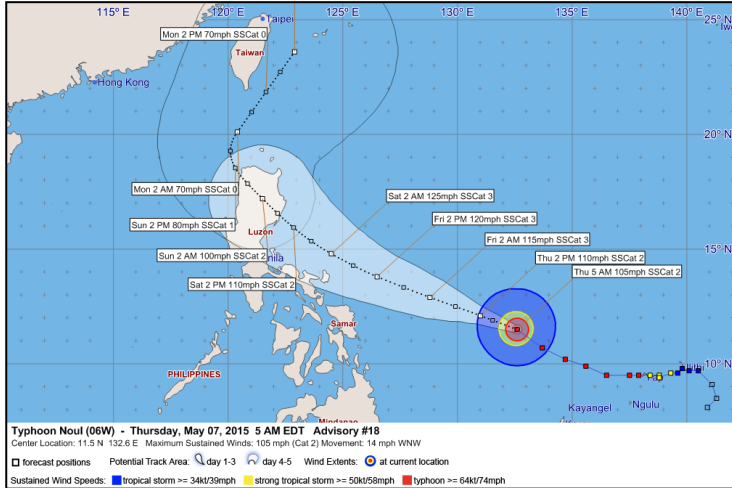 115°E
120°E
125°E
130°E
135°E
140°E
25°N
Taipei
Mon 2 PM 70mph SSCat 0
Taiwan
Hong Kong
20°N
Mon 2 AM 70mph SSCat 0
Sat 2 AM 125mph SSCat 3
Fri 2 PM 120mph SSCat 3
Sun 2 PM 80mph SSCat 1
Luzon
Fri 2 AM 115mph SSCat 3
15°N
Sun 2 AM 100mph SSCat 2
nila
Thu 2 PM 110mph SSCat 2
Thu 5 AM 105mph SSCat 2
Sat 2 PM 110mph SSCat 2
Samar
10°N
PHILIPPINES
Kayangel
Ngulu
Mindanao
Typhoon Noul (06W) - Thursday, May 07, 2015 5 AM EDT Advisory #18
Center Location: 11.5 N 132.6 E Maximum Sustained Winds: 105 mph (Cat 2) Movement: 14 mph WNW
forecast positions Potential Track Area: day 1-3 day 4-5 Wind Extents: at current location
Sustained Wind Speeds: tropical storm >= 34kt/39mph strong tropical storm >= 50kt/58mph typhoon >= 64kt/74mph